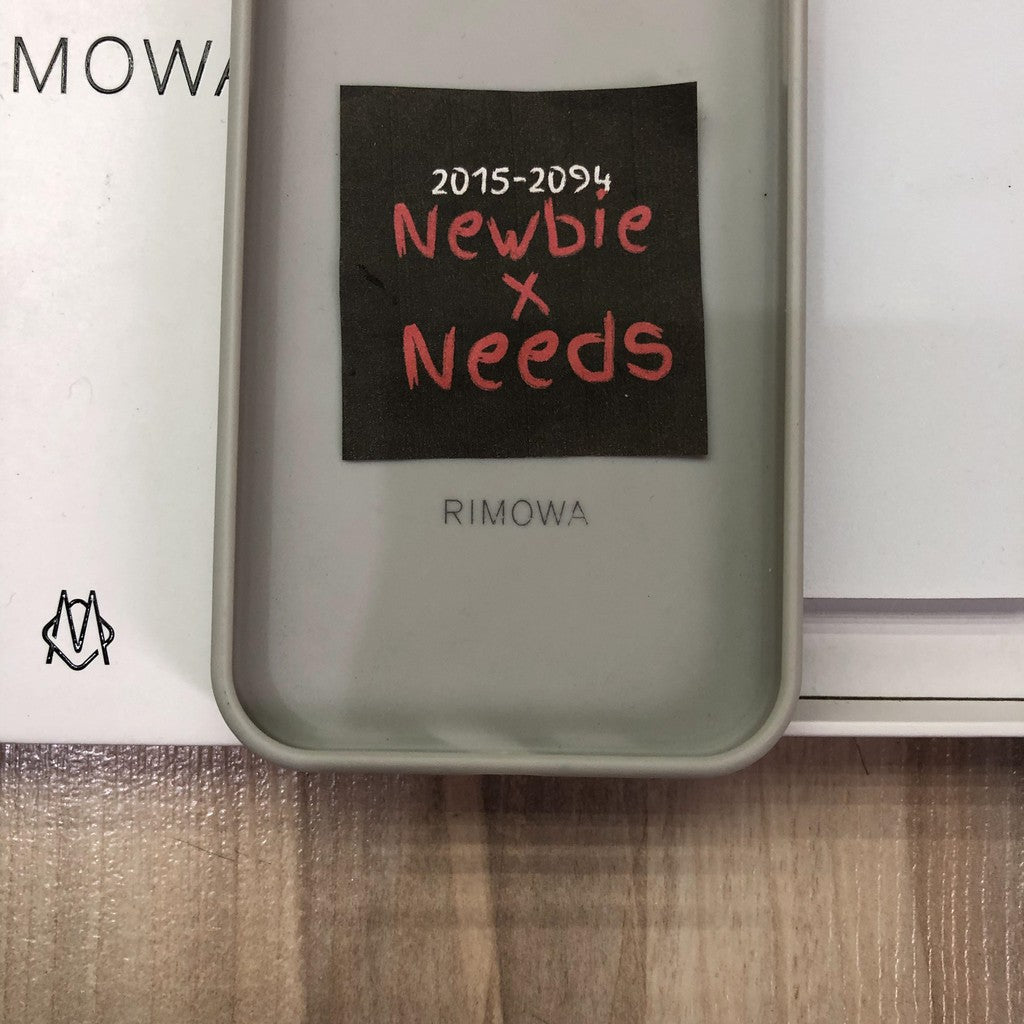 MOWA
2015-2094
Newbie
x
Needs
RIMOWA